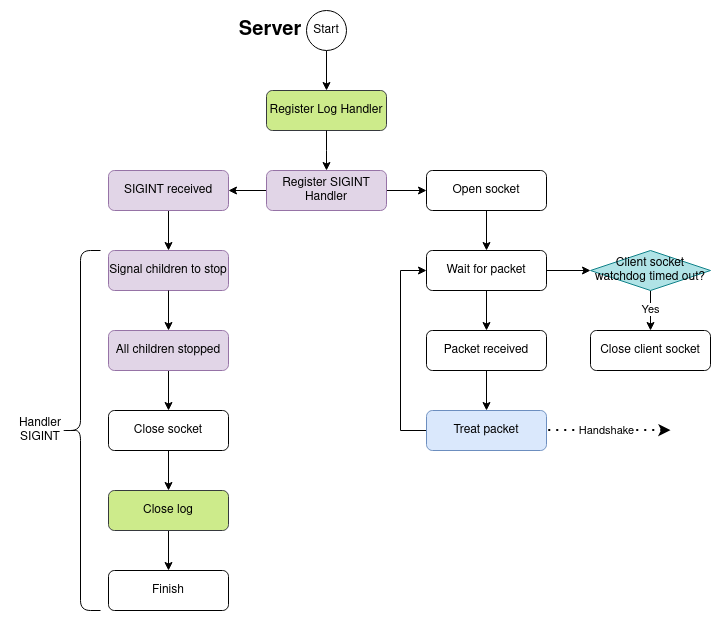 Server
Start
Register Log Handler
SIGINT received
Register SIGINT
Handler
Open socket
Signal children to stop
Wait for packet
Client socket
watchdog timed out?
Yes
All children stopped
Packet received
Close client socket
Handler
SIGINT
Close socket
Treat packet
Handshake
Close log
Finish